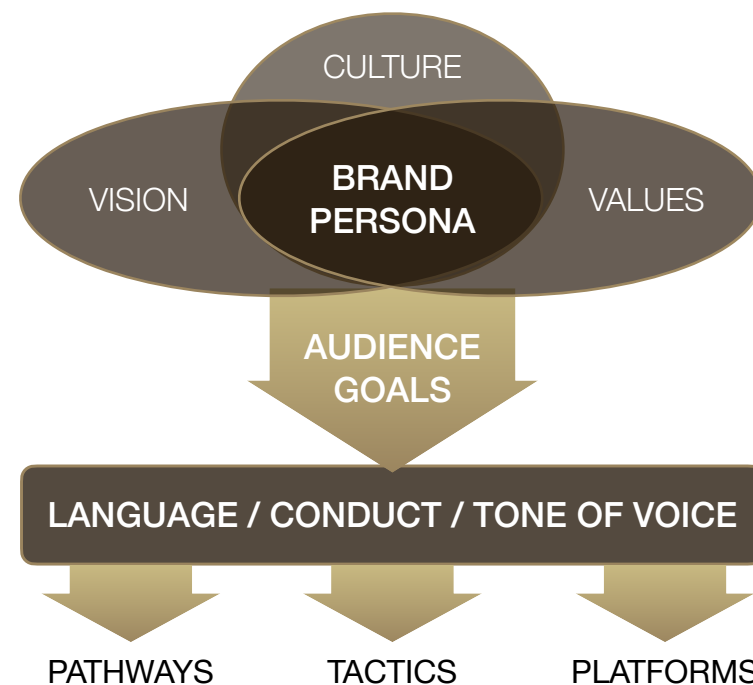 CULTURE
VISION
BRAND
PERSONA
VALUES
AUDIENCE
GOALS
LANGUAGE / CONDUCT / TONE OF VOICE
PATHWAYS
TACTICS
PLATFORMS